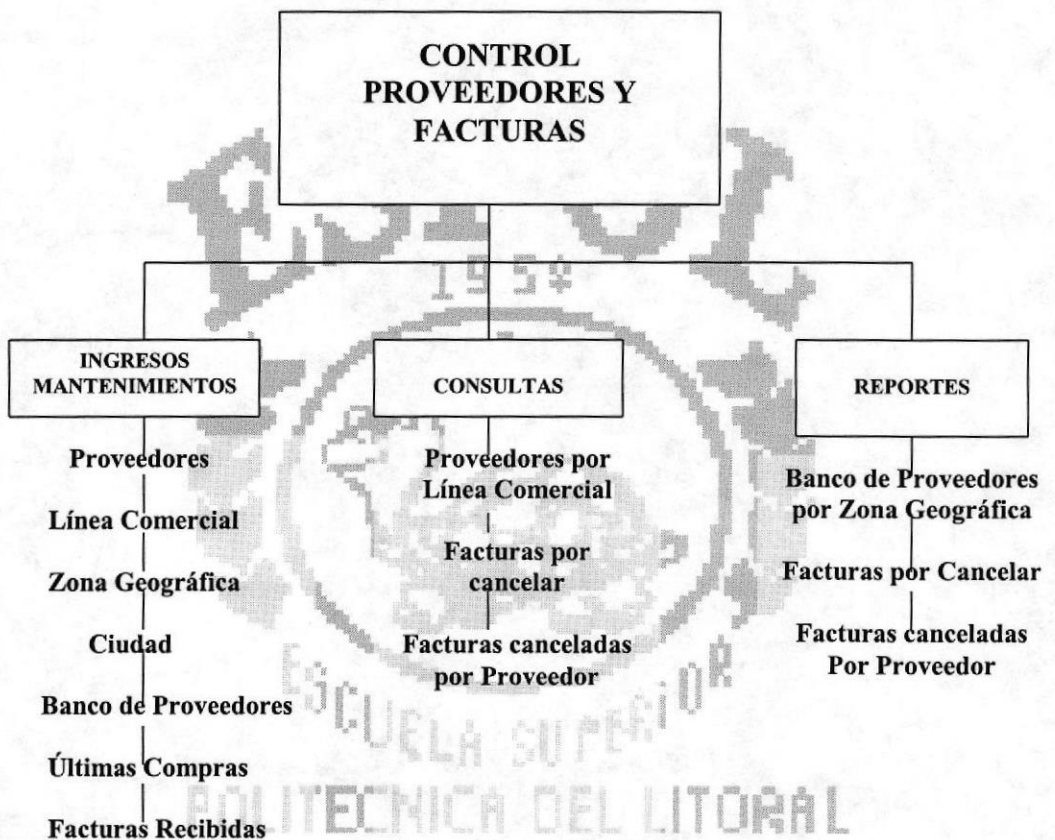 CONTROL
PROVEEDORES Y
FACTURAS
1958
INGRESOS
MANTENIMIENTOS
Proveedores
Línea Comercial
Zona Geográfica
Ciudad
Banco de Proveedores
Últimas Compras
Facturas Recibidas
CONSULTAS
Proveedores por
Línea Comercial
Facturas por
cancelar
Facturas canceladas
por Proveedor
REPORTES
Banco de Proveedores
por Zona Geográfica
Facturas por Cancelar
Facturas canceladas
Por Proveedor
ESCUELA SUPERIOR
POLITECNICA DEL LITORAL